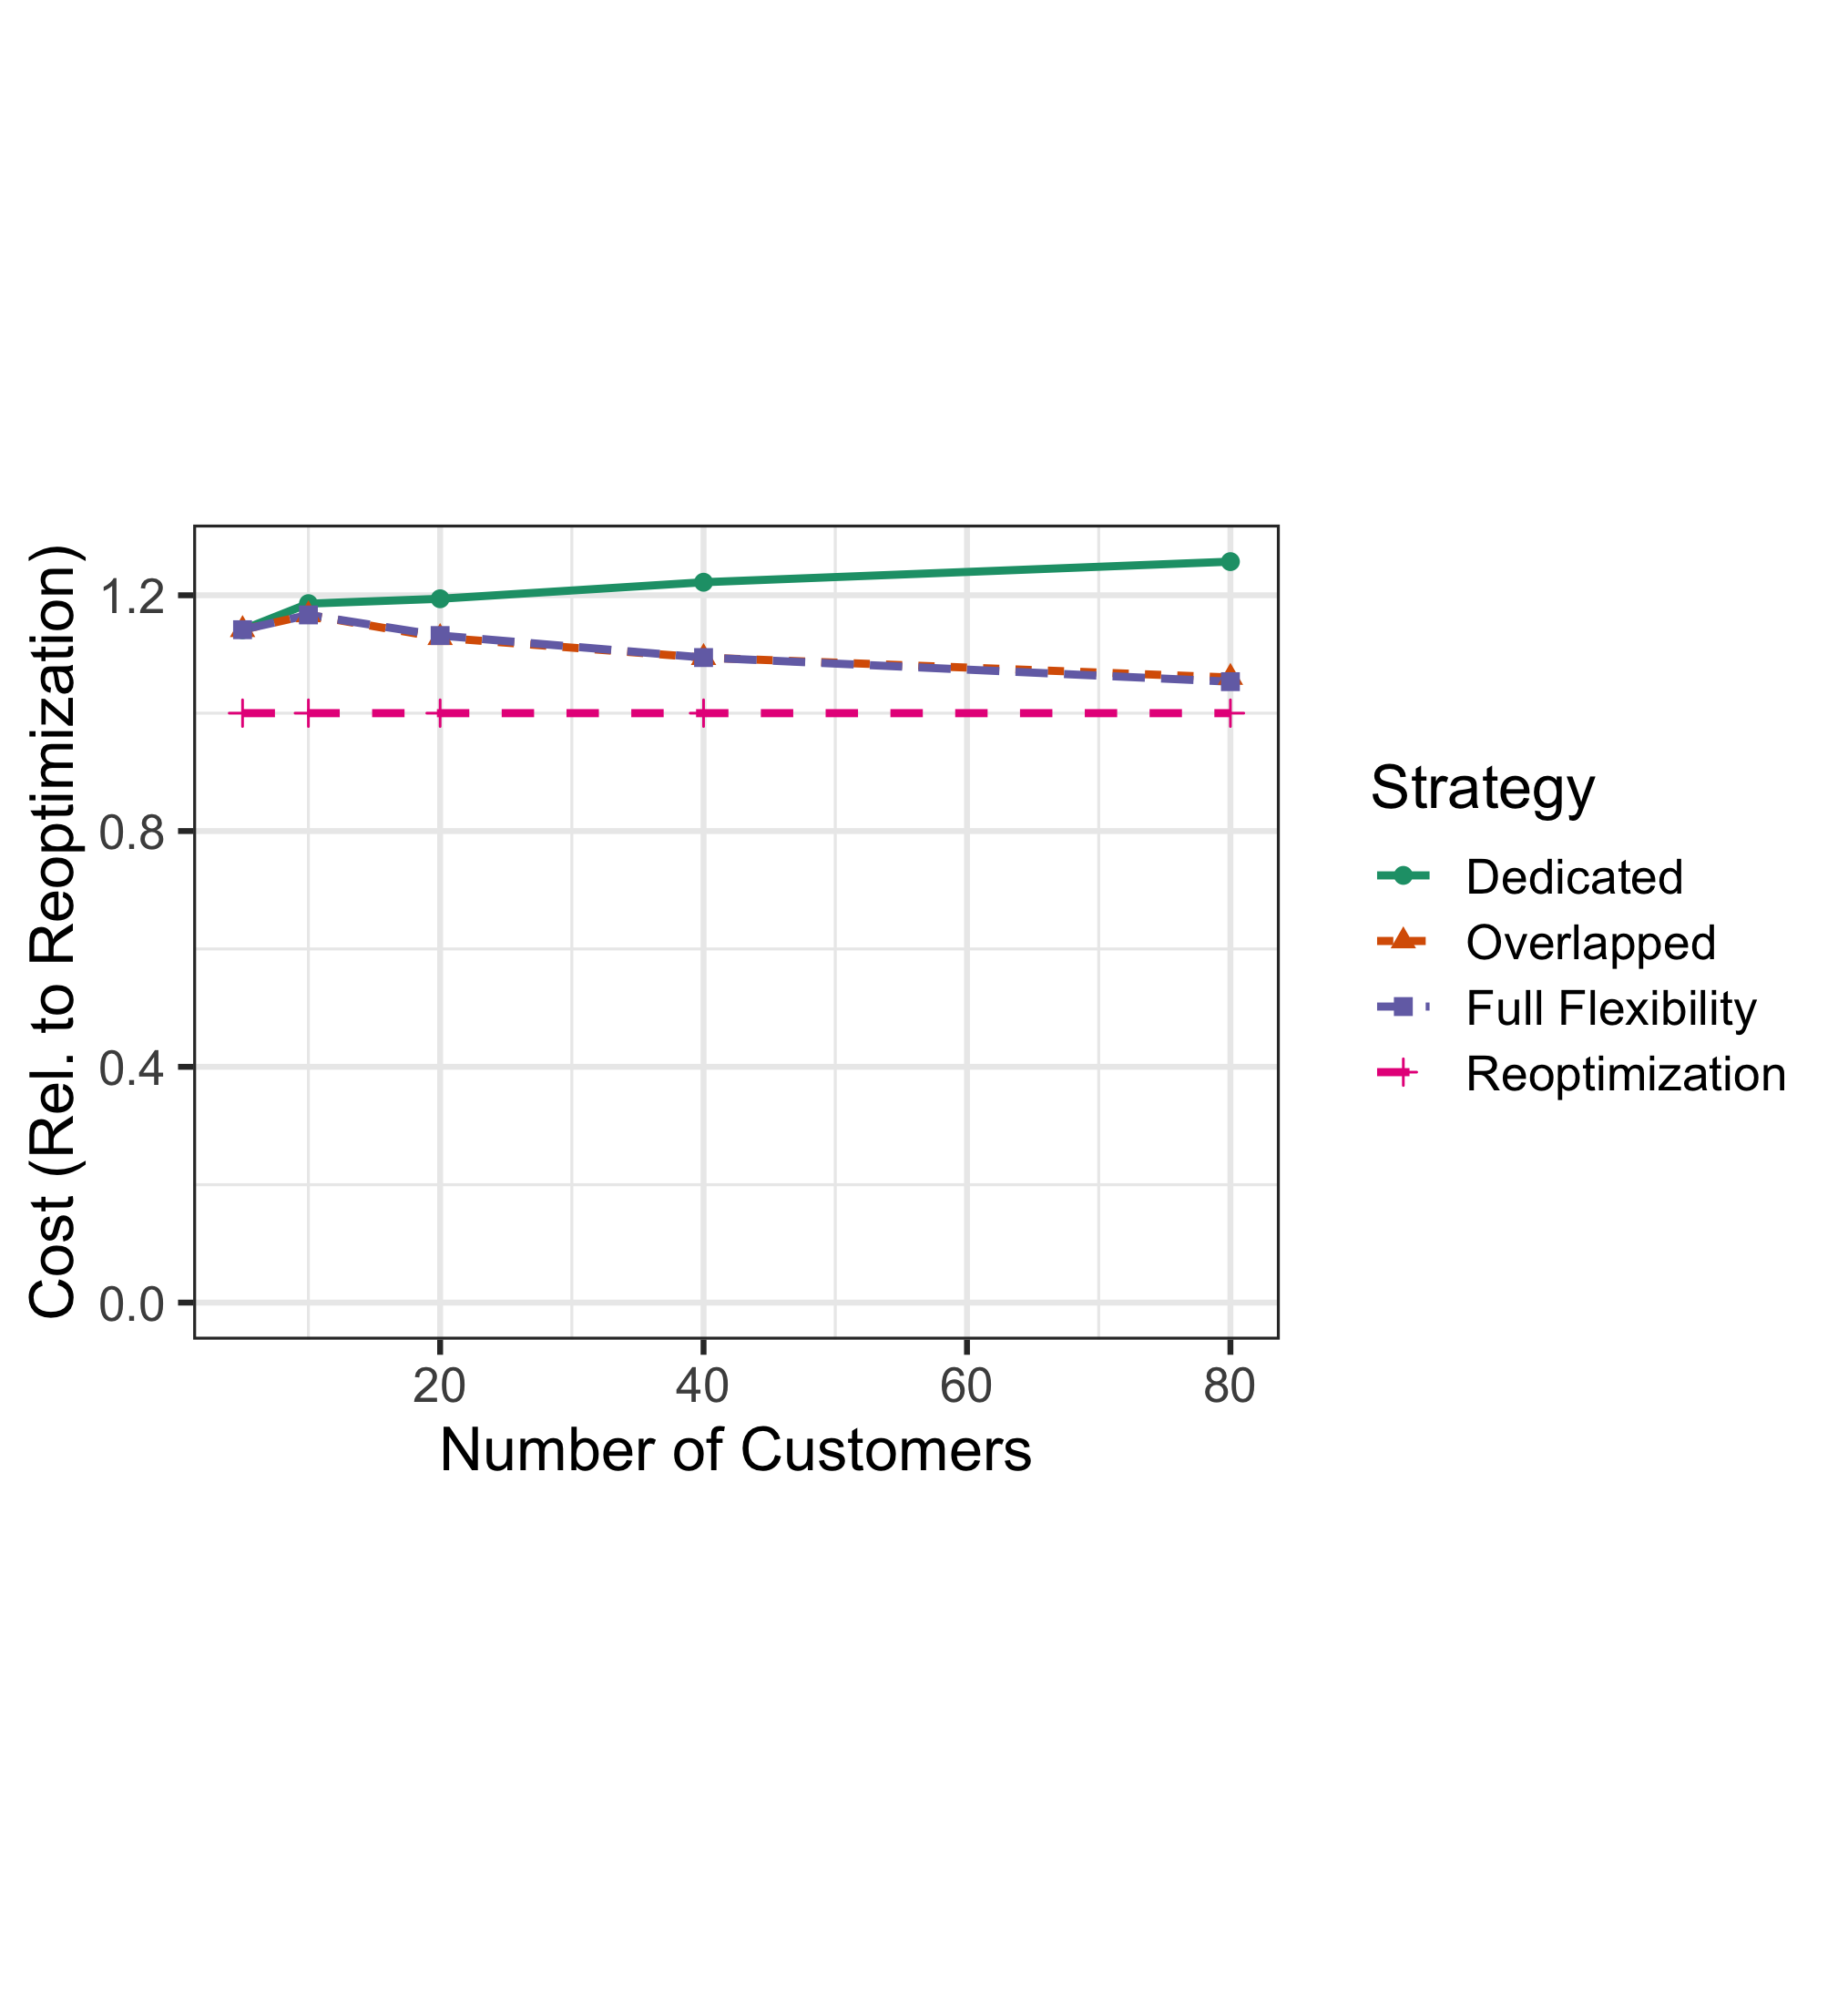 Cost (Rel. to Reoptimization)
1.2
0.8
0.4
0.0
20 40 60 80
Number of Customers
Strategy
Dedicated
Overlapped
Full Flexibility
Reoptimization